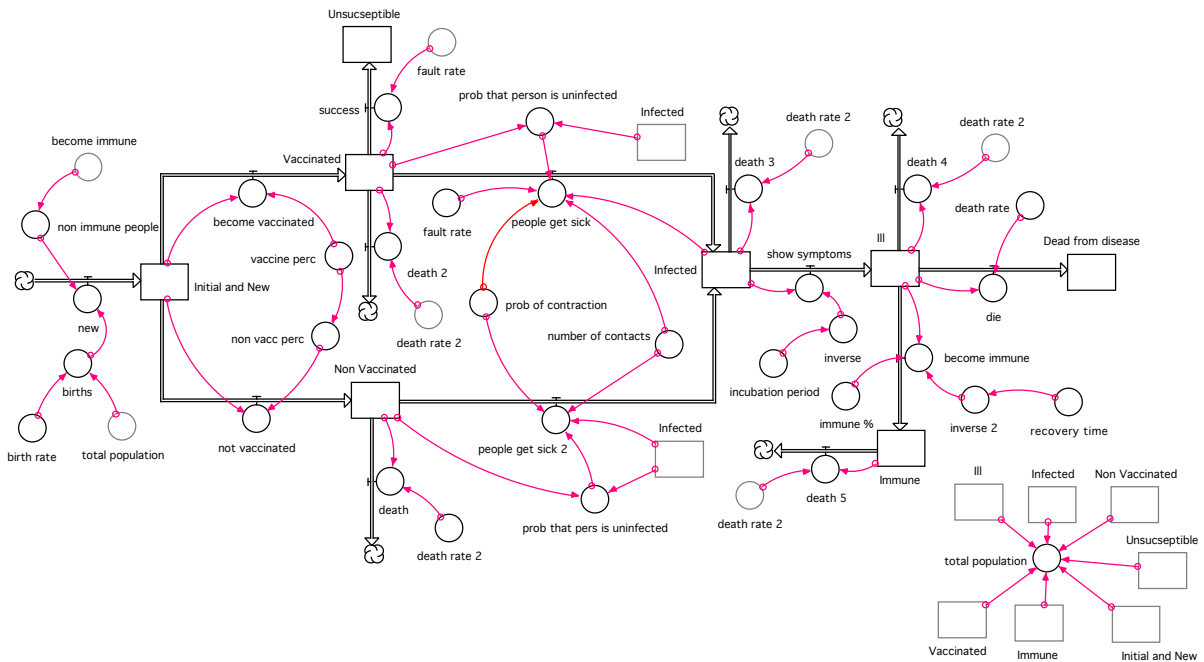 Unsucseptible
fault rate
success
prob that person is uninfected
Infected
become immune
Vaccinated
death rate 2
death rate 2
death 3
death 4
non immune people
become vaccinated
fault rate
people get sick
death rate
vaccine perc
Ill
Dead from disease
Initial and New
death 2
Infected
show symptoms
prob of contraction
new
non vacc perc
death rate 2
number of contacts
inverse
die
Non Vaccinated
become immune
births
incubation period
immune %
inverse 2
recovery time
birth rate
total population
not vaccinated
people get sick 2
Infected
Immune
Ill
Infected
Non Vaccinated
death
prob that pers is uninfected
death rate 2
death 5
death rate 2
Unsucseptible
total population
Vaccinated
Immune
Initial and New